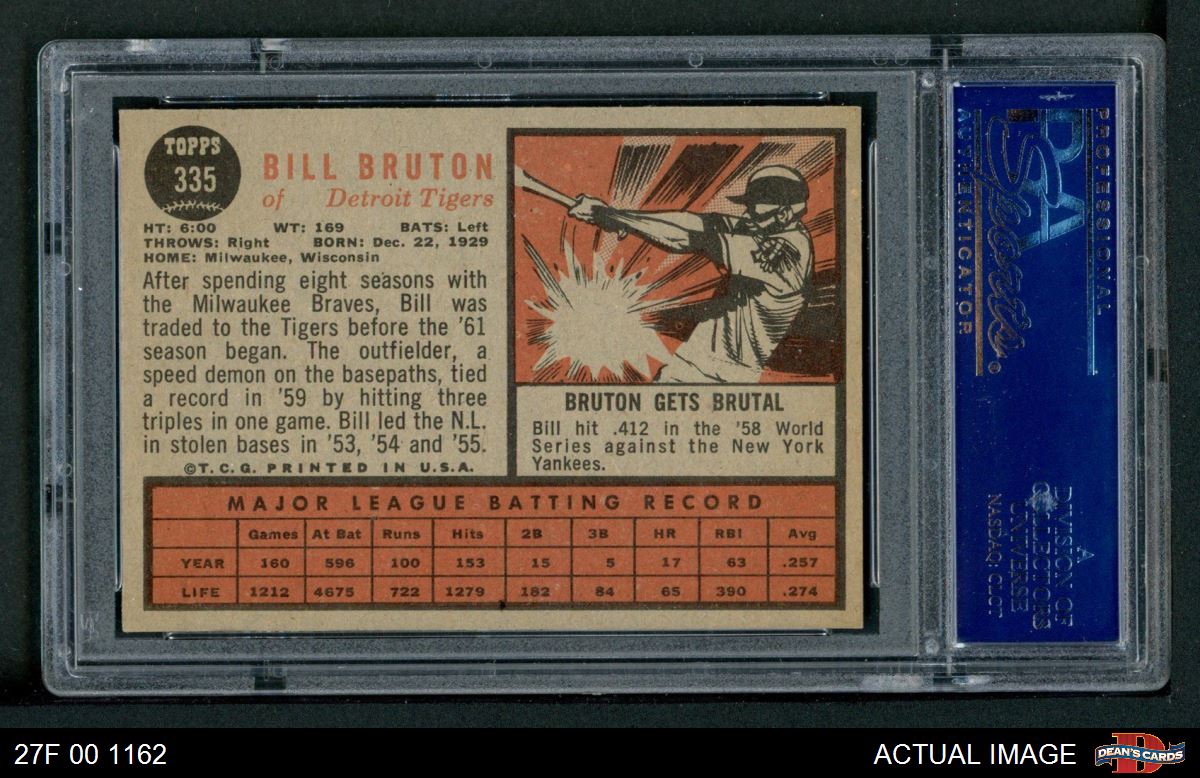 TOPPS
335
BILL BRUTON
of Detroit Tigers
HT: 6:00 WT: 169 BATS: Left
THROWS: Right BORN: Dec. 22, 1929
HOME: Milwaukee, Wisconsin
After spending eight seasons with
the Milwaukee Braves, Bill was
traded to the Tigers before the '61
season began. The outfielder, a
speed demon on the basepaths, tied
a record in '59 by hitting three
triples in one game. Bill led the N.L.
in stolen bases in '53, '54 and '55.
©T.C.G. PRINTED IN U.S.A.
BRUTON GETS BRUTAL
Bill hit .412 in the '58 World
Series against the New York
Yankees.
MAJOR LEAGUE BATTING RECORD
Games At Bat Runs Hits 2B 3B HR RBI Avg
YEAR 160 596 100 153 15 5 17 63 .257
LIFE 1212 4675 722 1279 182 84 65 390 .274
PROFESSIONAL
PSA
Sports®
AUTHENTICATOR
A
DIVISION OF
COLLECTORS
UNIVERSE
NASDAQ: CLCT
27F 00 1162
ACTUAL IMAGE
DEAN'S CARDS